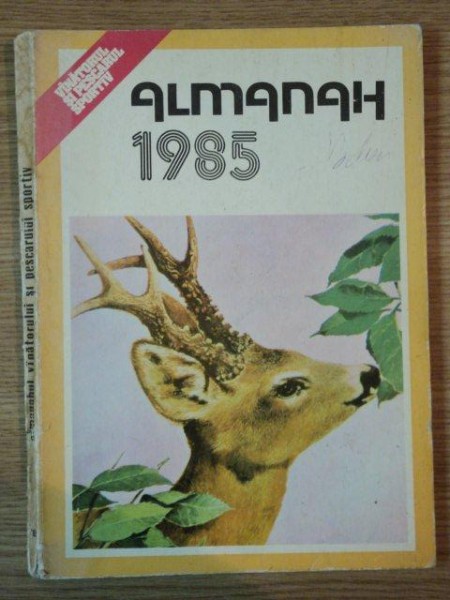 VÎNĂTORUL
ȘI PESCARUL
SPORTIV
ALMANAH
1985
almanahul vînătorului și pescarului sportiv